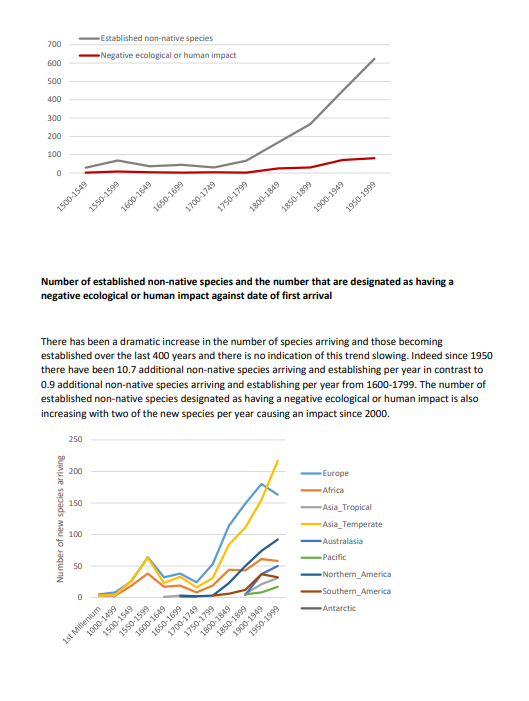 Established non-native species
Negative ecological or human impact
700
600
500
400
300
200
100
0
1500-1549
1550-1599
1600-1649
1650-1699
1700-1749
1750-1799
1800-1849
1850-1899
1900-1949
1950-1999
Number of established non-native species and the number that are designated as having a
negative ecological or human impact against date of first arrival
There has been a dramatic increase in the number of species arriving and those becoming
established over the last 400 years and there is no indication of this trend slowing. Indeed since 1950
there have been 10.7 additional non-native species arriving and establishing per year in contrast to
0.9 additional non-native species arriving and establishing per year from 1600-1799. The number of
established non-native species designated as having a negative ecological or human impact is also
increasing with two of the new species per year causing an impact since 2000.
Number of new species arriving
250
200
150
100
50
0
1st Millenium
1000-1499
1500-1549
1550-1599
1600-1649
1650-1699
1700-1749
1750-1799
1800-1849
1850-1899
1900-1949
1950-1999
Europe
Africa
Asia_Tropical
Asia_Temperate
Australasia
Pacific
Northern_America
Southern_America
Antarctic